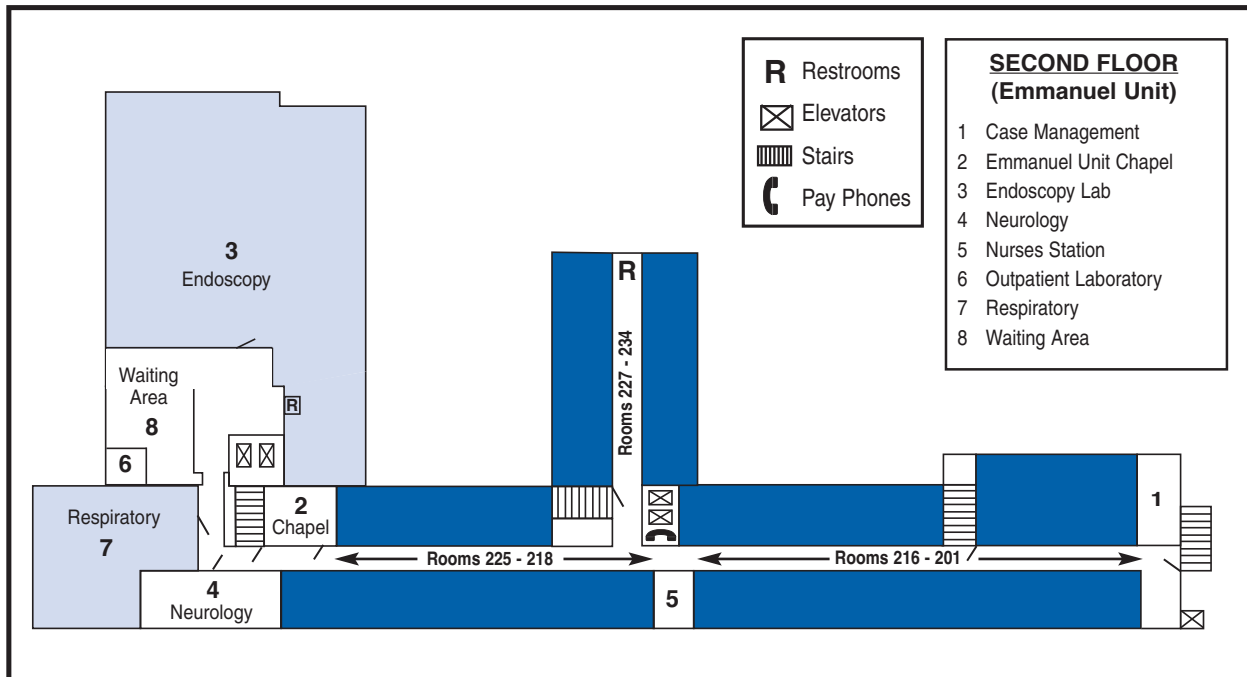 R Restrooms
Elevators
Stairs
Pay Phones
SECOND FLOOR
(Emmanuel Unit)
1 Case Management
2 Emmanuel Unit Chapel
3 Endoscopy Lab
4 Neurology
5 Nurses Station
6 Outpatient Laboratory
7 Respiratory
8 Waiting Area
3
Endoscopy
R
Rooms 227 - 234
Waiting
Area
8
R
6
Respiratory
7
2
Chapel
1
Rooms 225 - 218
Rooms 216 - 201
4
Neurology
5